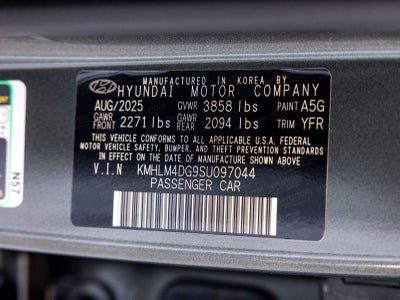 MANUFACTURED IN KOREA BY
HYUNDAI MOTOR COMPANY
AUG/2025 GVWR 3858 lbs PAINT A5G
GAWR FRONT 2271 lbs GAWR REAR 2094 lbs TRIM YFR
THIS VEHICLE CONFORMS TO ALL APPLICABLE U.S.A. FEDERAL
MOTOR VEHICLE SAFETY, BUMPER, AND THEFT PREVENTION STANDARDS
IN EFFECT ON THE DATE OF MANUFACTURE SHOWN ABOVE.
V.I.N KMHLM4DG9SU097044
PASSENGER CAR
N57